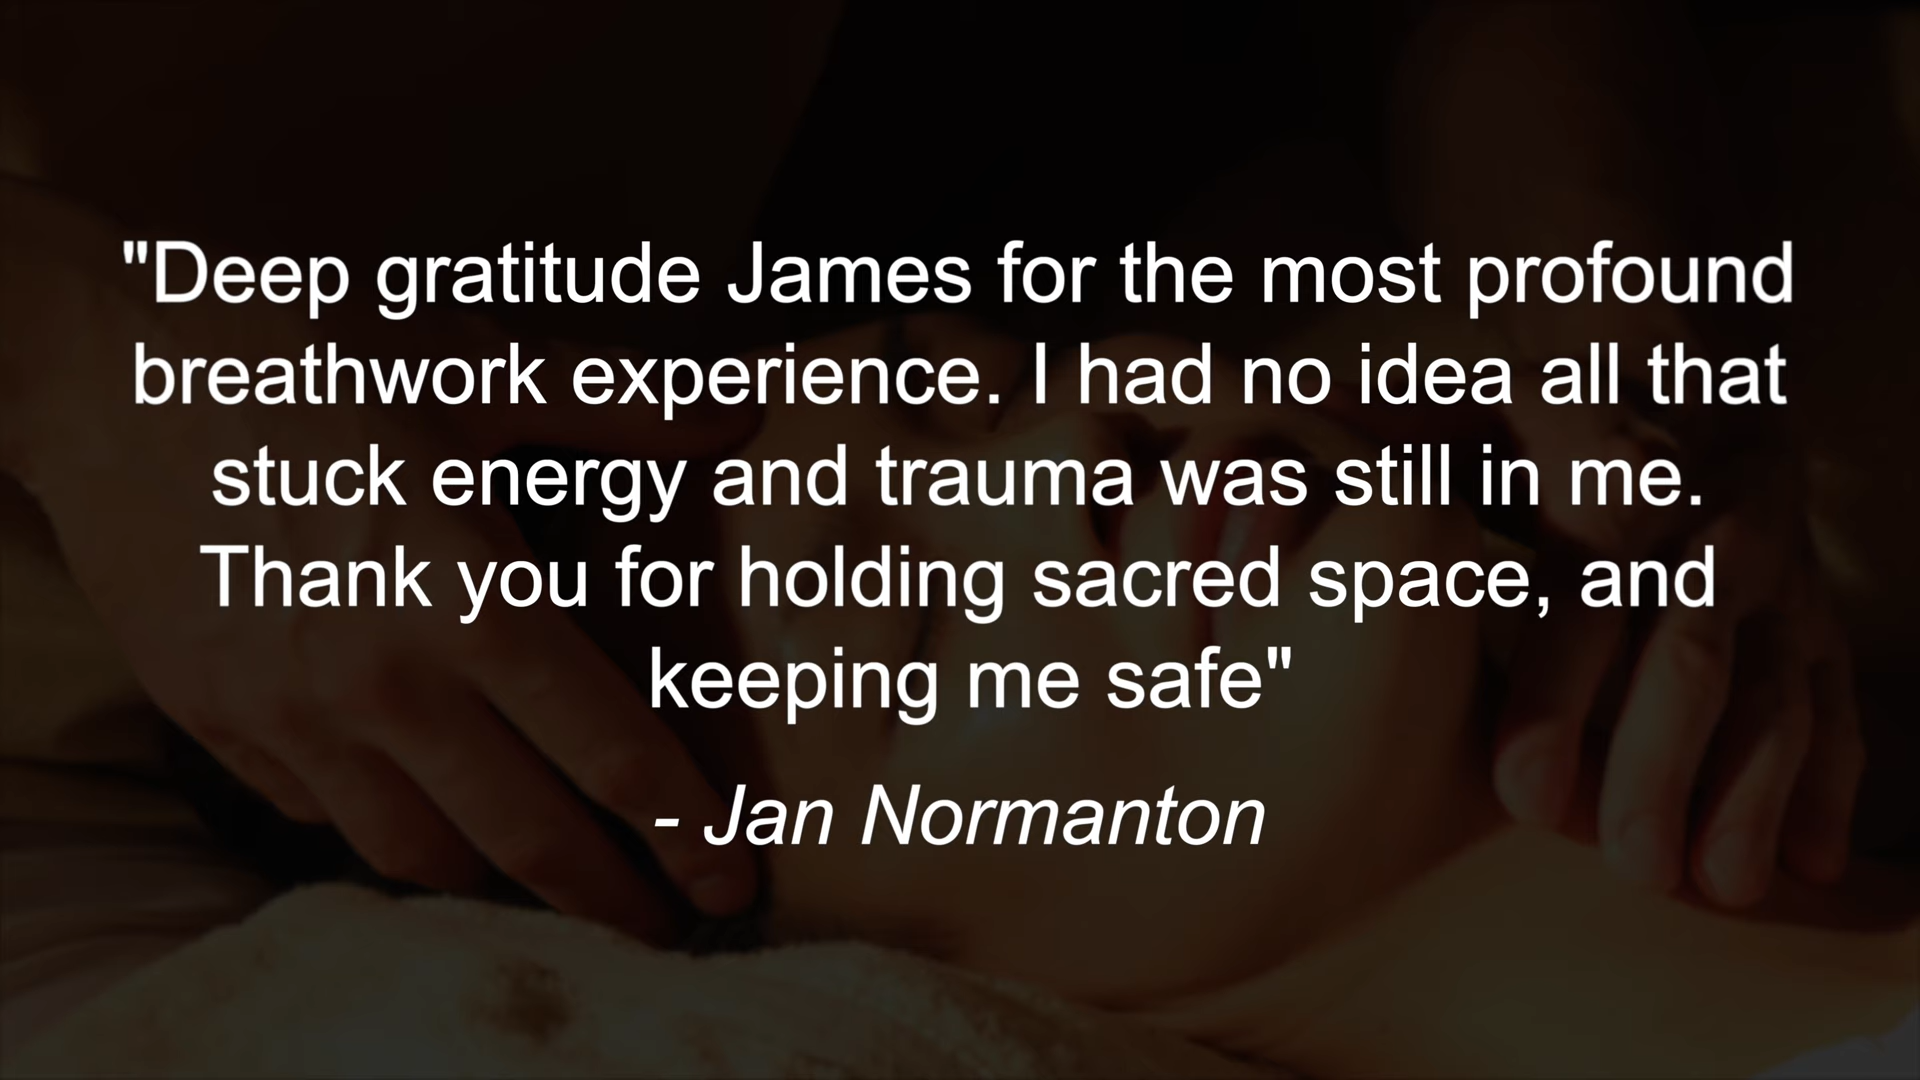 "Deep gratitude James for the most profound
breathwork experience. I had no idea all that
stuck energy and trauma was still in me.
Thank you for holding sacred space, and
keeping me safe"
- Jan Normanton